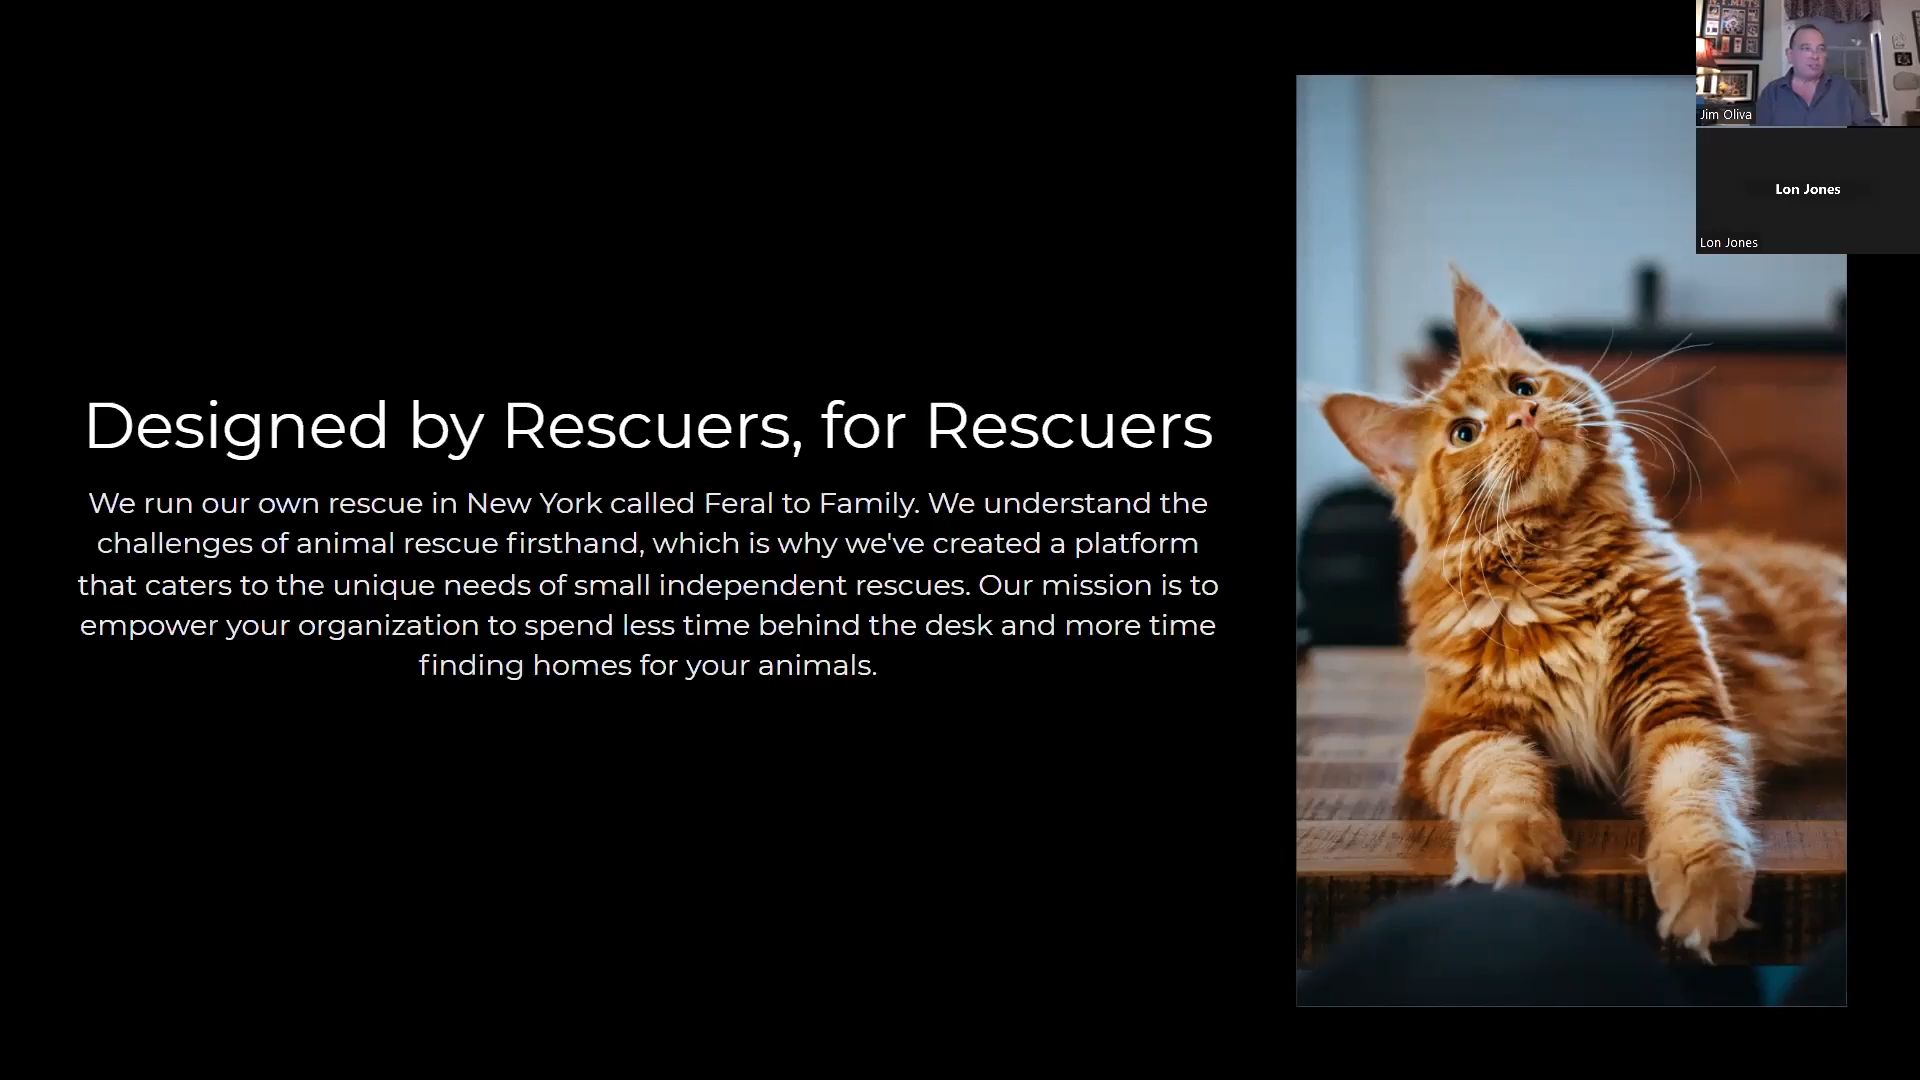 N.Y. METS
Jim Oliva
Lon Jones
Lon Jones
Designed by Rescuers, for Rescuers
We run our own rescue in New York called Feral to Family. We understand the
challenges of animal rescue firsthand, which is why we've created a platform
that caters to the unique needs of small independent rescues. Our mission is to
empower your organization to spend less time behind the desk and more time
finding homes for your animals.